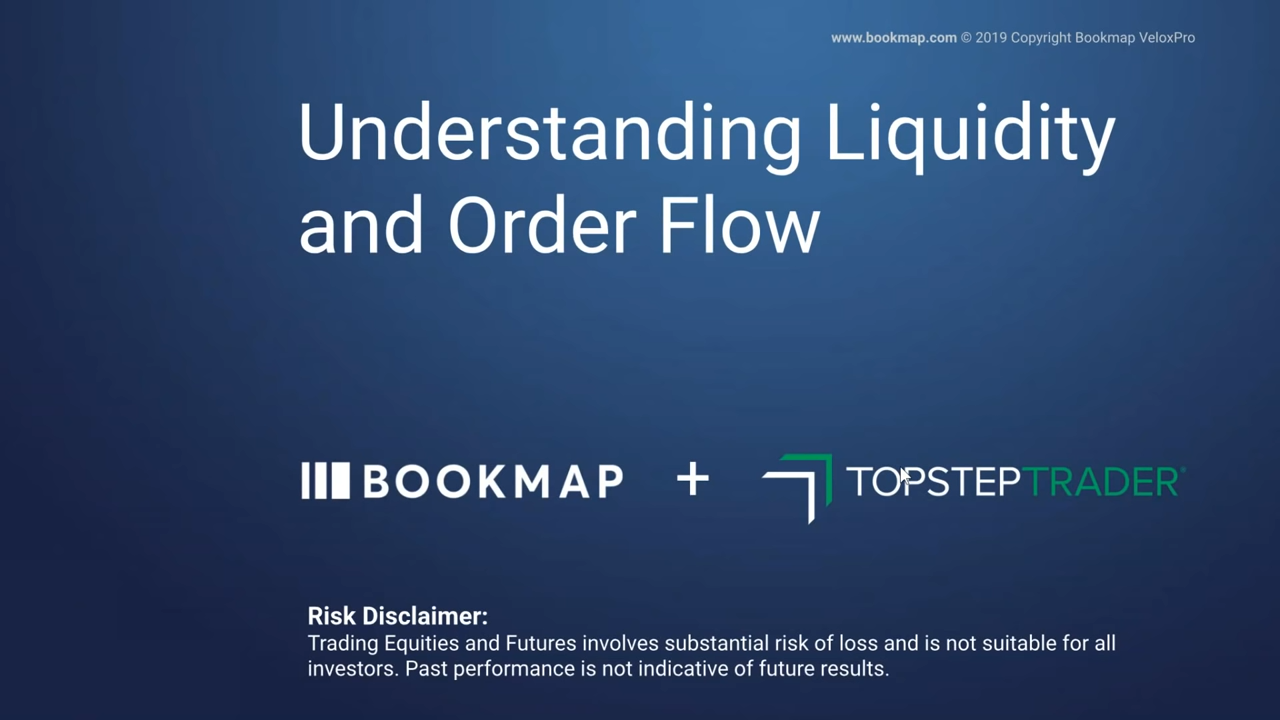 www.bookmap.com © 2019 Copyright Bookmap VeloxPro
Understanding Liquidity
and Order Flow
BOOKMAP + TOPSTEPTRADER®
Risk Disclaimer:
Trading Equities and Futures involves substantial risk of loss and is not suitable for all
investors. Past performance is not indicative of future results.